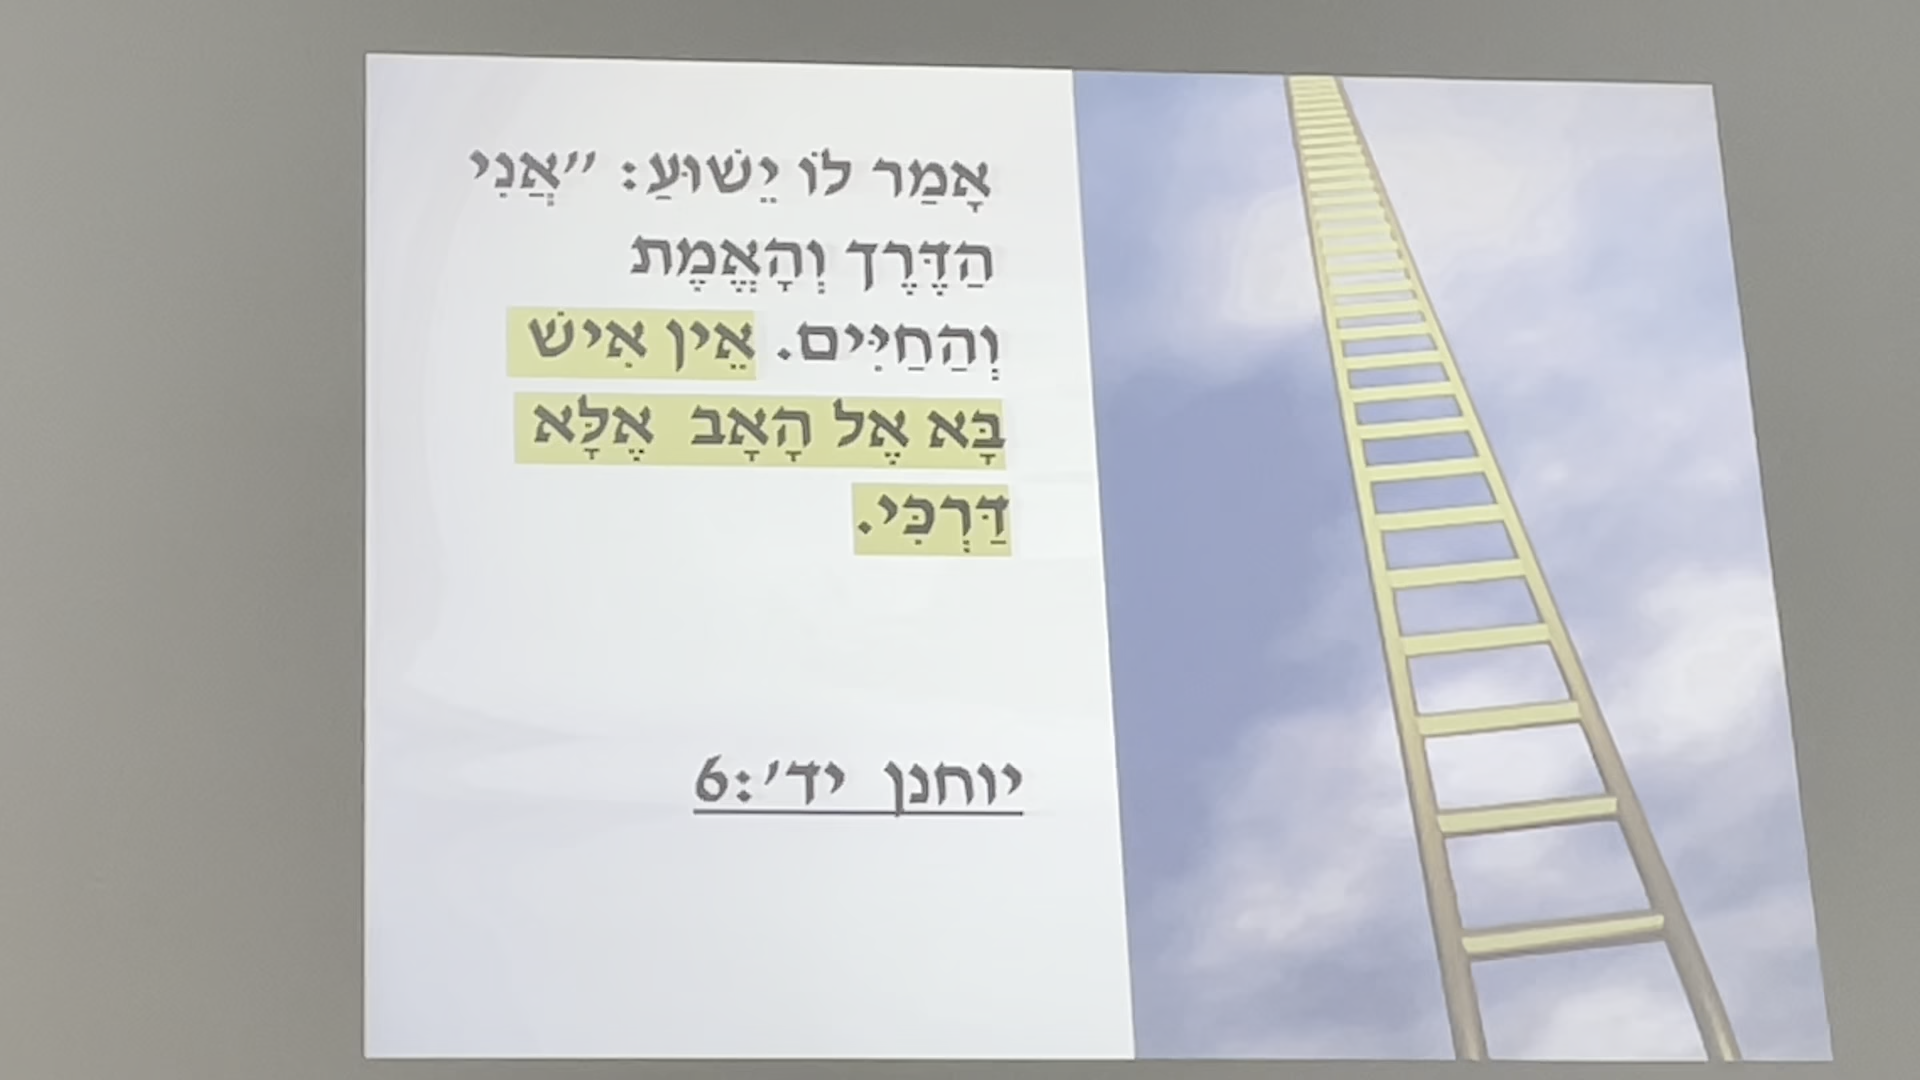 אָמַר לוֹ יֵשׁוּעַ: ״אֲנִי
הַדֶּרֶך וְהָאֱמֶת
וְהַחַיִּים. אֵין אִישׁ
בָּא אֶל הָאָב אֶלָּא
דַּרְכִּי.
יוחנן יד׳:6